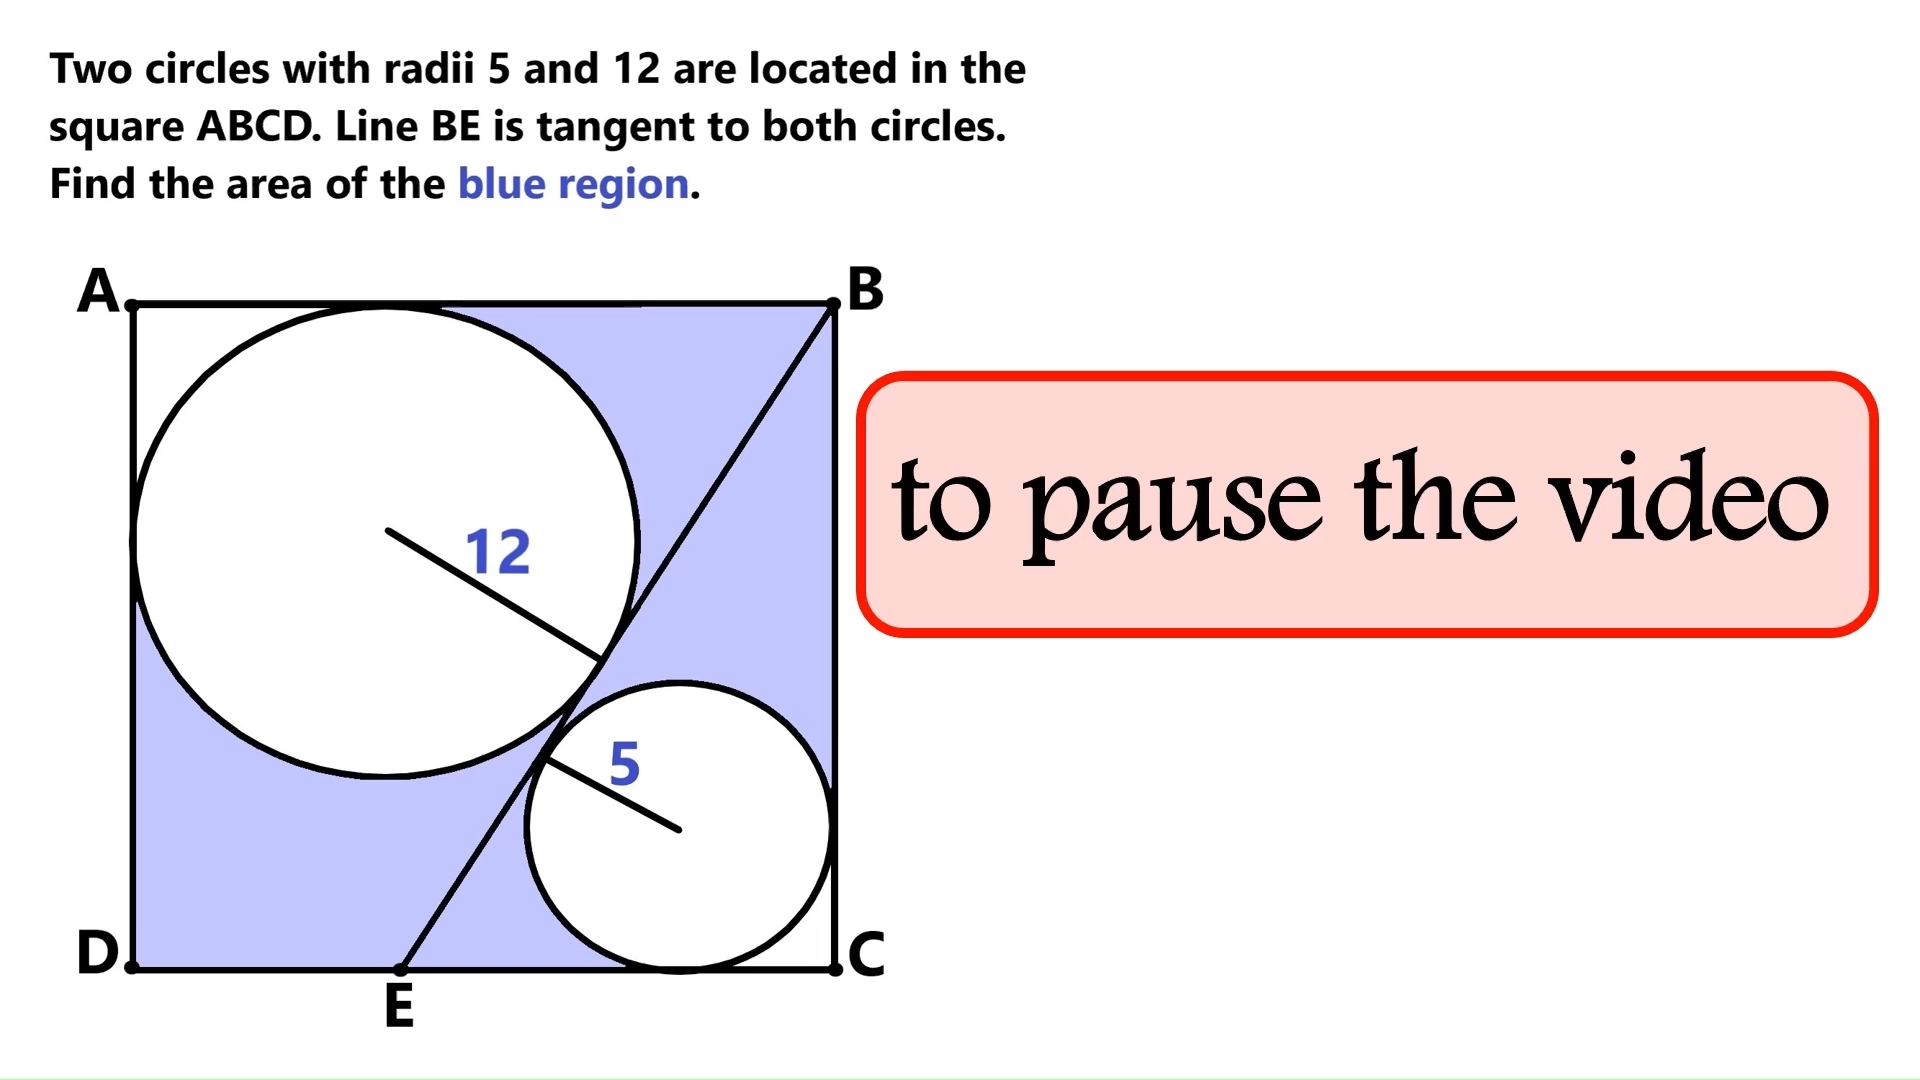 Two circles with radii 5 and 12 are located in the
square ABCD. Line BE is tangent to both circles.
Find the area of the blue region.
A
B
to pause the video
12
5
D
C
E